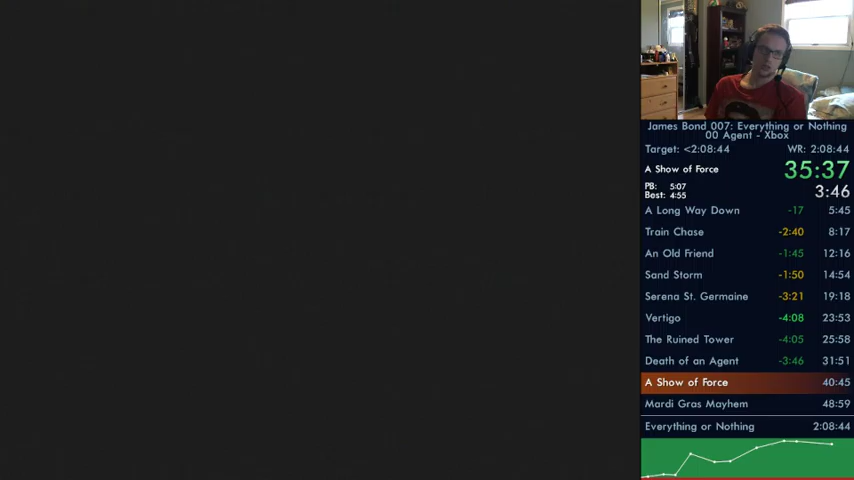 James Bond 007: Everything or Nothing
00 Agent - Xbox
Target: <2:08:44 WR: 2:08:44
A Show of Force 35:37
PB: 5:07
Best: 4:55
3:46
A Long Way Down -17 5:45
Train Chase -2:40 8:17
An Old Friend -1:45 12:16
Sand Storm -1:50 14:54
Serena St. Germaine -3:21 19:18
Vertigo -4:08 23:53
The Ruined Tower -4:05 25:58
Death of an Agent -3:46 31:51
A Show of Force 40:45
Mardi Gras Mayhem 48:59
Everything or Nothing 2:08:44